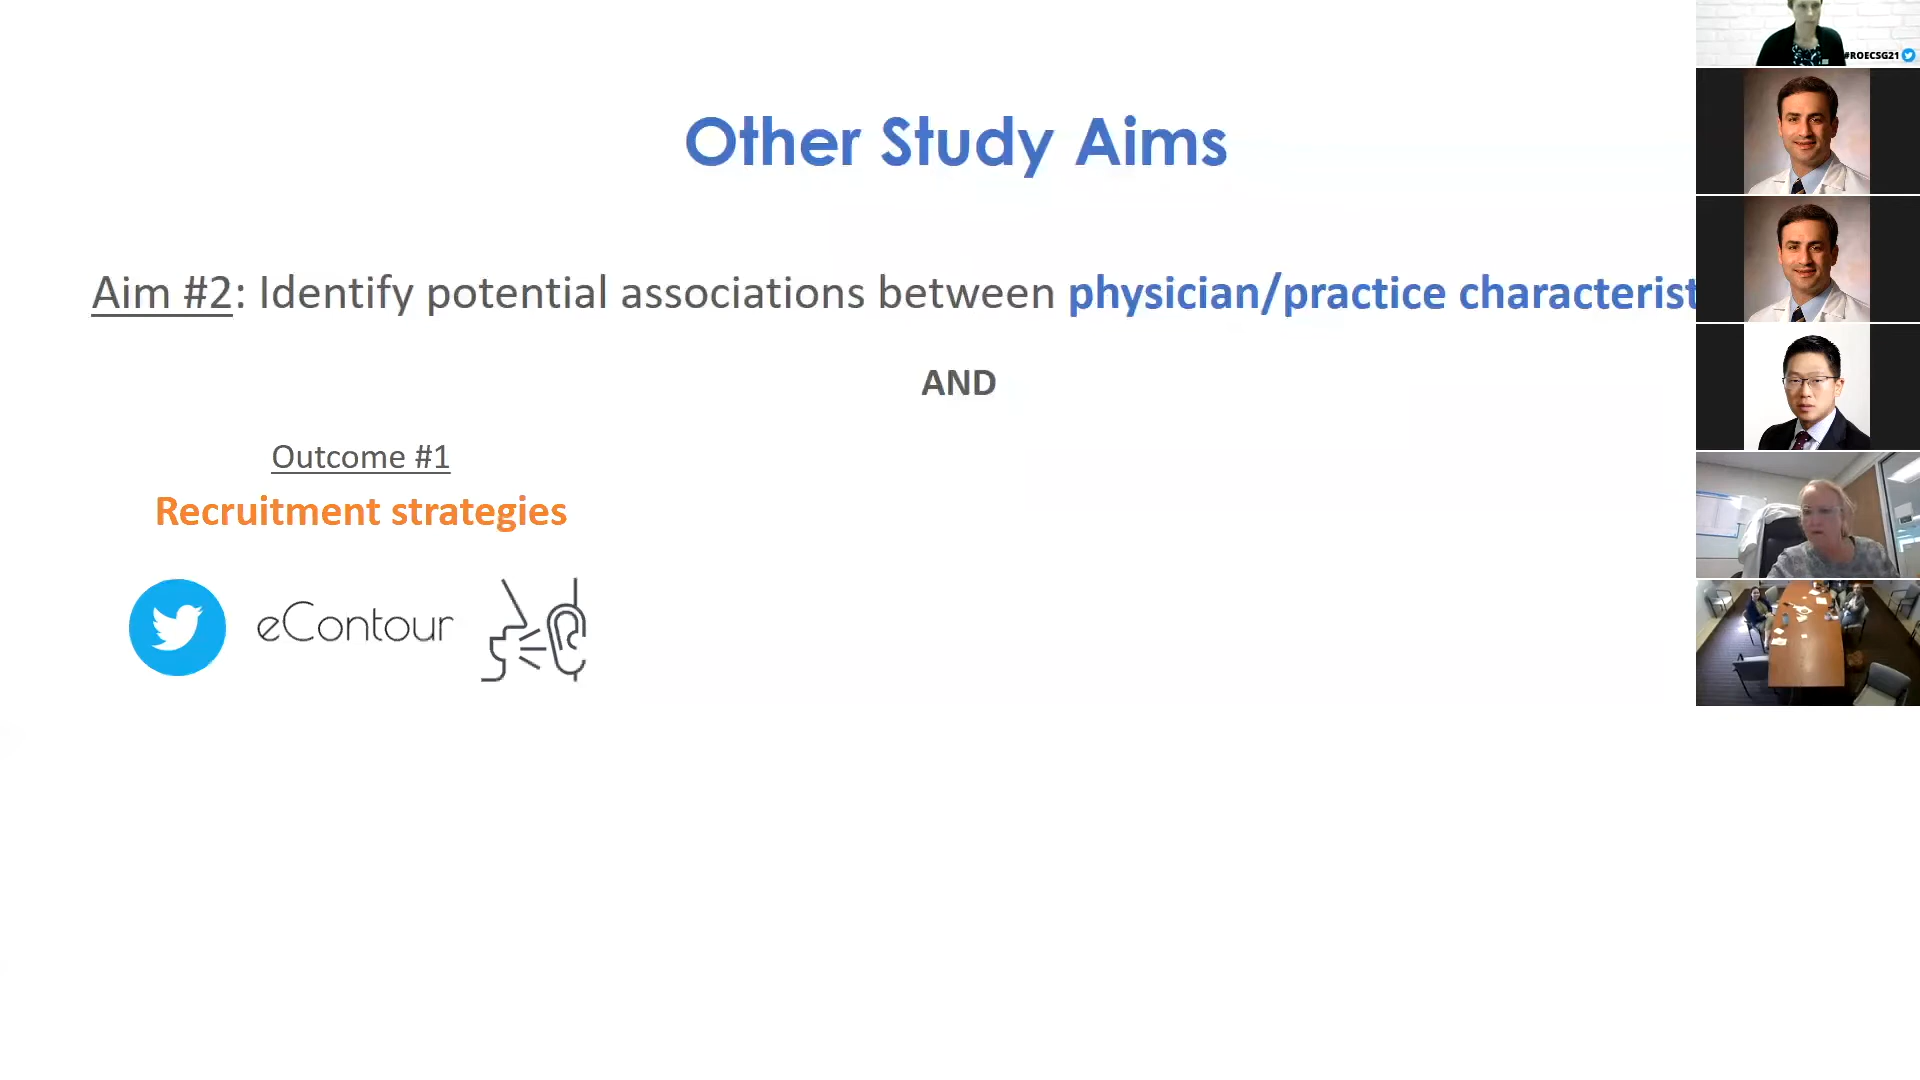 #ROECSG21
Other Study Aims
Aim #2: Identify potential associations between physician/practice characterist
AND
Outcome #1
Recruitment strategies
eContour